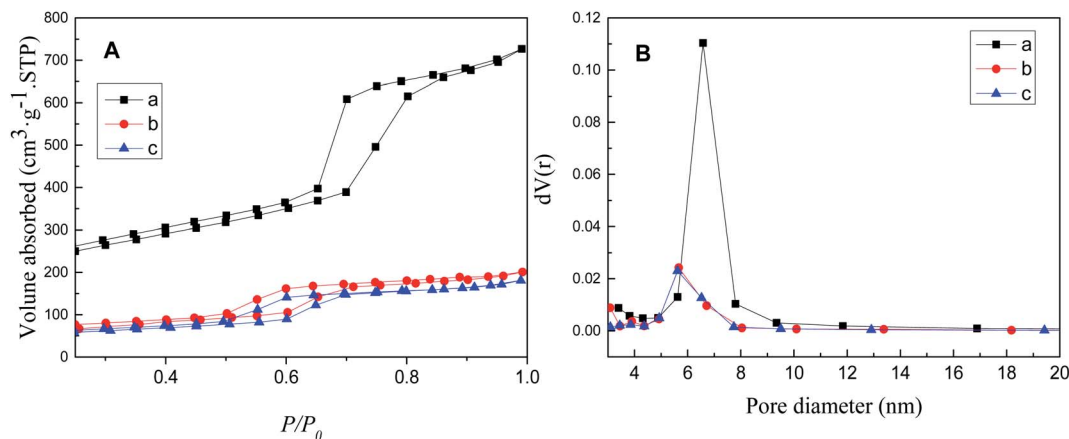 A
a
b
c
Volune absorbed (cm³·g⁻¹.STP)
800
700
600
500
400
300
200
100
0
0.4
0.6
0.8
1.0
P/P₀
B
a
b
c
dV(r)
0.12
0.10
0.08
0.06
0.04
0.02
0.00
4
6
8
10
12
14
16
18
20
Pore diameter (nm)